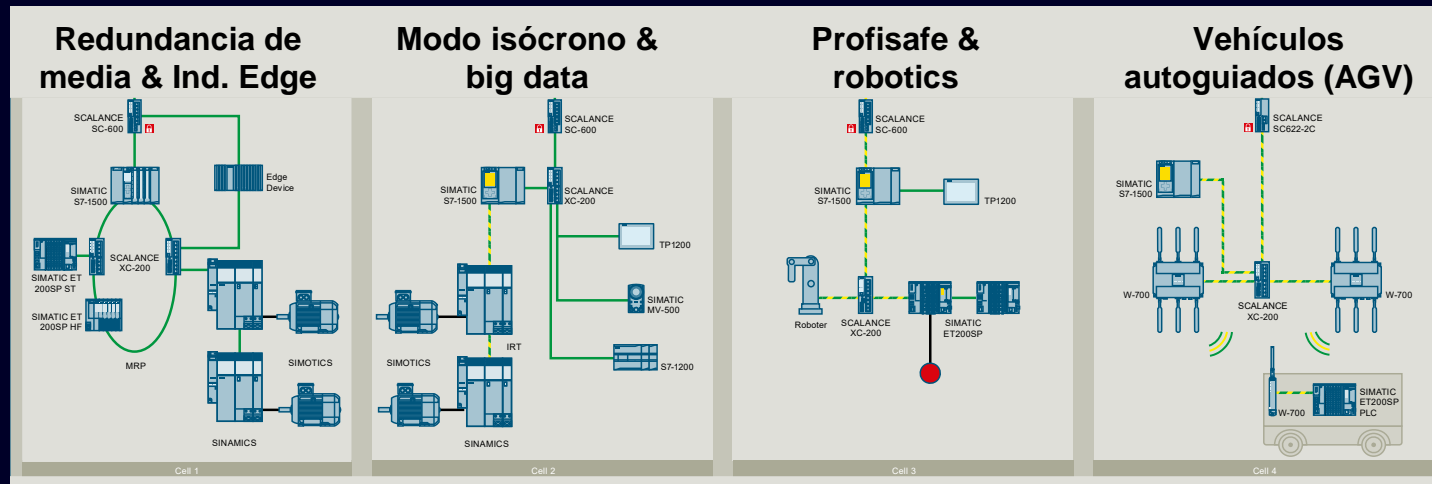 Redundancia de
media & Ind. Edge
SCALANCE
SC-600
SIMATIC
S7-1500
Edge
Device
SCALANCE
XC-200
SIMATIC ET
200SP ST
SIMATIC ET
200SP HF
MRP
SIMOTICS
SINAMICS
Cell 1
Modo isócrono &
big data
SCALANCE
SC-600
SIMATIC
S7-1500
SCALANCE
XC-200
TP1200
SIMATIC
MV-500
IRT
SIMOTICS
S7-1200
SINAMICS
Cell 2
Profisafe &
robotics
SCALANCE
SC-600
SIMATIC
S7-1500
TP1200
Roboter
SCALANCE
XC-200
SIMATIC
ET200SP
Cell 3
Vehículos
autoguiados (AGV)
SCALANCE
SC622-2C
SIMATIC
S7-1500
W-700
SCALANCE
XC-200
W-700
W-700
SIMATIC
ET200SP
PLC
Cell 4